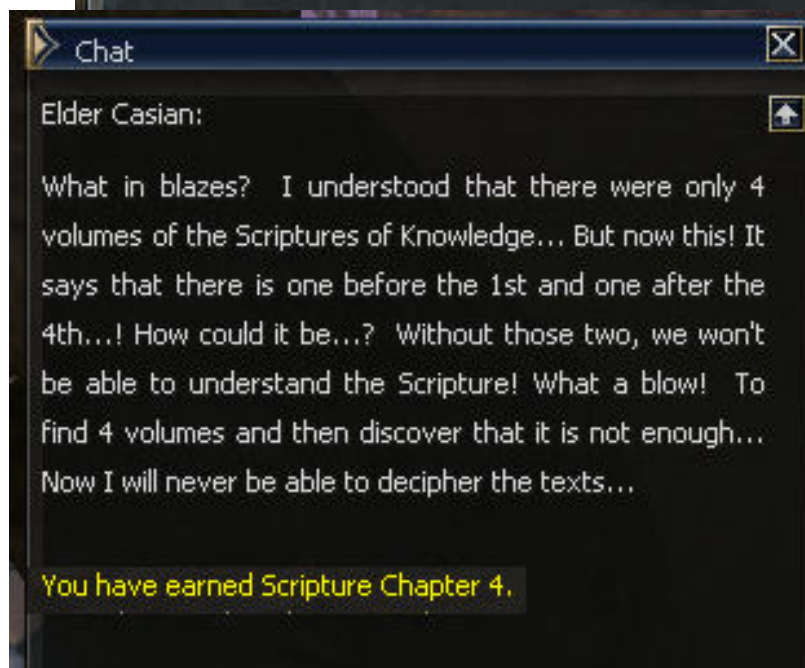 Chat
Elder Casian:
What in blazes? I understood that there were only 4
volumes of the Scriptures of Knowledge... But now this! It
says that there is one before the 1st and one after the
4th...! How could it be...? Without those two, we won't
be able to understand the Scripture! What a blow! To
find 4 volumes and then discover that it is not enough...
Now I will never be able to decipher the texts...
You have earned Scripture Chapter 4.